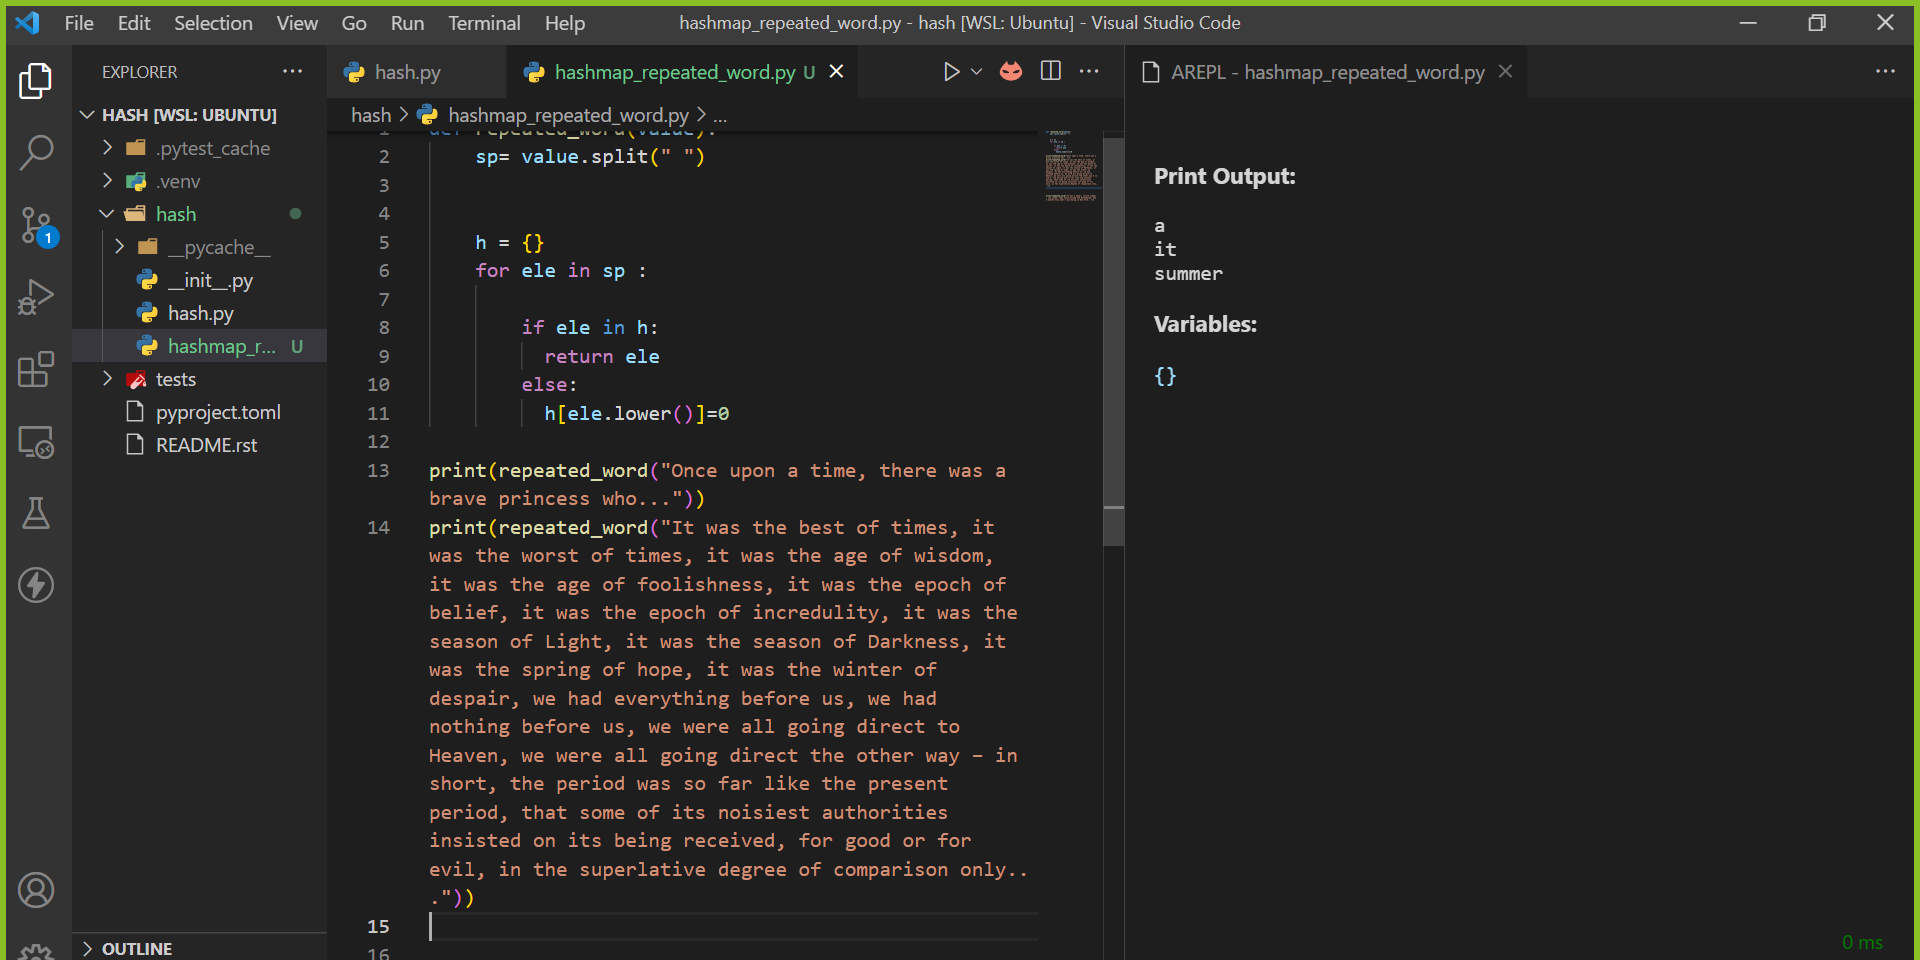 File Edit Selection View Go Run Terminal Help hashmap_repeated_word.py - hash [WSL: Ubuntu] - Visual Studio Code
EXPLORER
HASH [WSL: UBUNTU]
.pytest_cache
.venv
hash
__pycache__
__init__.py
hash.py
hashmap_r... U
tests
pyproject.toml
README.rst
OUTLINE
1
hash.py hashmap_repeated_word.py U
hash > hashmap_repeated_word.py > ...
1 def repeated_word(value):
2 sp= value.split(" ")
3
4
5 h = {}
6 for ele in sp :
7
8 if ele in h:
9 return ele
10 else:
11 h[ele.lower()]=0
12
13 print(repeated_word("Once upon a time, there was a
brave princess who..."))
14 print(repeated_word("It was the best of times, it
was the worst of times, it was the age of wisdom,
it was the age of foolishness, it was the epoch of
belief, it was the epoch of incredulity, it was the
season of Light, it was the season of Darkness, it
was the spring of hope, it was the winter of
despair, we had everything before us, we had
nothing before us, we were all going direct to
Heaven, we were all going direct the other way – in
short, the period was so far like the present
period, that some of its noisiest authorities
insisted on its being received, for good or for
evil, in the superlative degree of comparison only..
."))
15
16
AREPL - hashmap_repeated_word.py
Print Output:
a
it
summer
Variables:
{}
0 ms